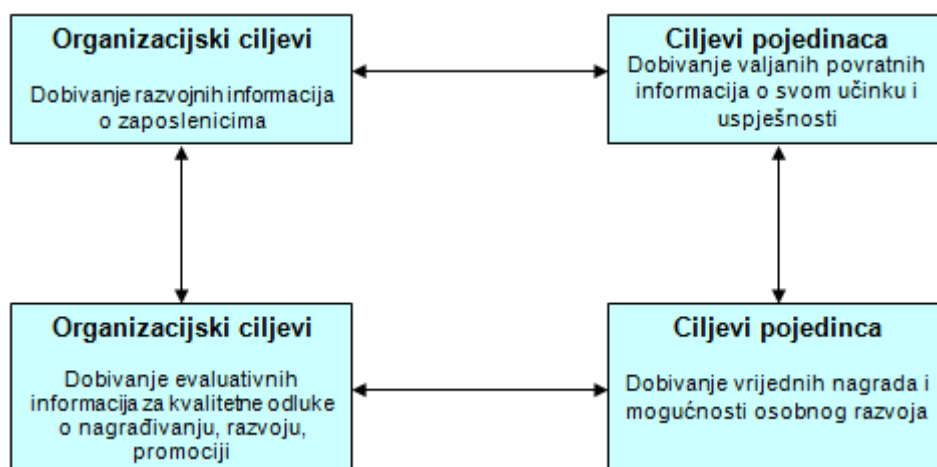 Organizacijski ciljevi
Dobivanje razvojnih informacija
o zaposlenicima
Ciljevi pojedinaca
Dobivanje valjanih povratnih
informacija o svom učinku i
uspješnosti
Organizacijski ciljevi
Dobivanje evaluativnih
informacija za kvalitetne odluke
o nagrađivanju, razvoju,
promociji
Ciljevi pojedinca
Dobivanje vrijednih nagrada i
mogućnosti osobnog razvoja